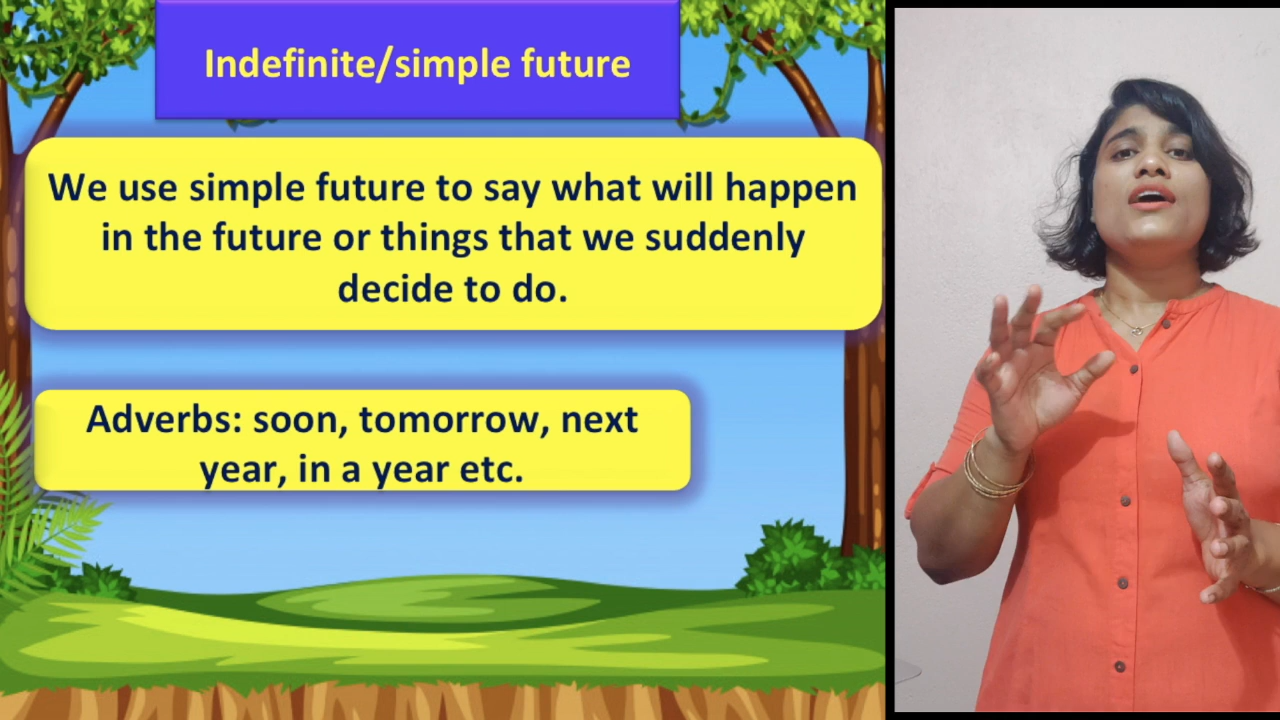 Indefinite/simple future
We use simple future to say what will happen
in the future or things that we suddenly
decide to do.
Adverbs: soon, tomorrow, next
year, in a year etc.